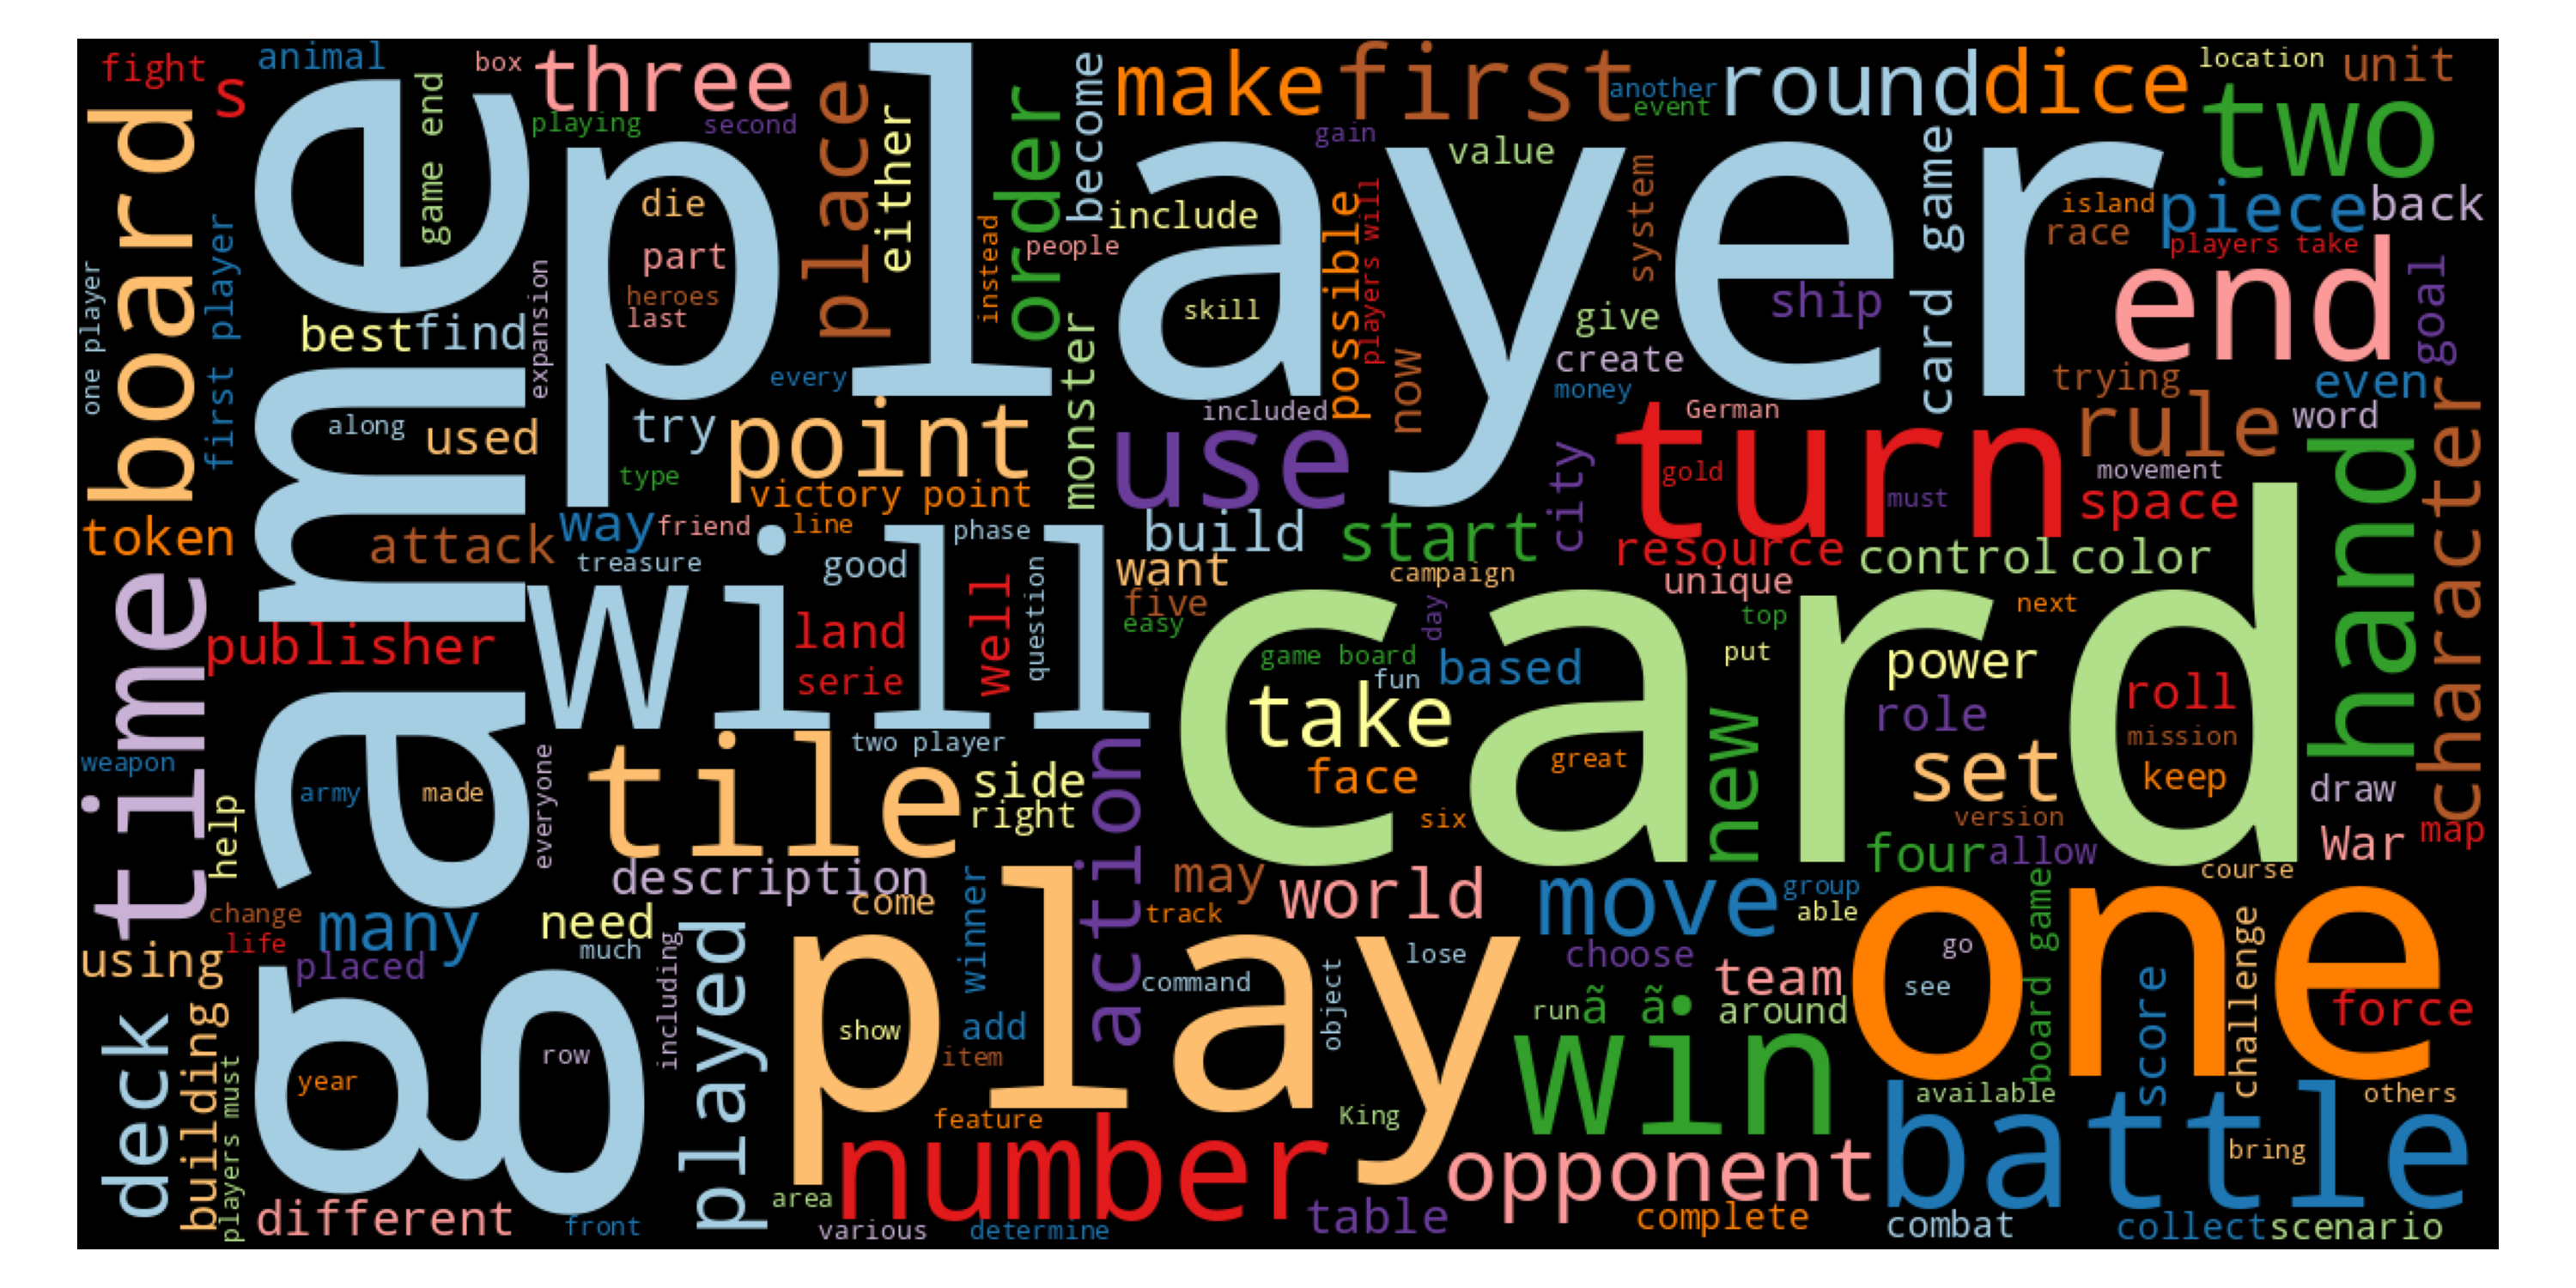 fight
animal
box
three
make
first
another
event
round
dice
location
unit
s
game end
playing
second
place
either
order
become
gain
value
two
board
game
player
die
part
heroes
last
include
people
instead
skill
possible
players will
system
ship
card game
island
race
piece
back
players take
end
goal
one player
first player
best
find
expansion
every
monster
now
give
create
money
trying
even
along
used
try
type
point
victory point
included
use
city
German
turn
gold
must
rule
word
movement
space
hand
character
token
attack
way
friend
line
treasure
good
phase
question
build
start
want
five
easy
campaign
day
resource
unique
control
color
top
next
time
publisher
will
land
serie
well
card
game board
fun
based
take
put
power
role
roll
mission
keep
weapon
army
made
help
everyone
tile
two player
side
right
action
face
six
great
new
set
version
draw
War
map
description
come
winner
may
track
world
move
group
able
four
allow
course
change
life
many
placed
using
need
much
including
played
play
show
add
item
command
object
lose
choose
team
run
ã ã•
around
one
go
see
board game
score
challenge
force
deck
building
players must
year
row
feature
King
win
available
others
battle
bring
different
front
area
various
number
determine
table
opponent
complete
combat
collect
scenario